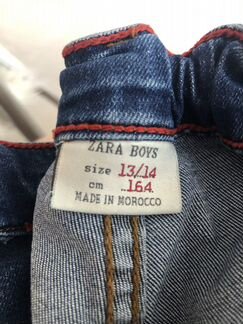 ZARA BOYS
size 13/14
cm 164
MADE IN MOROCCO